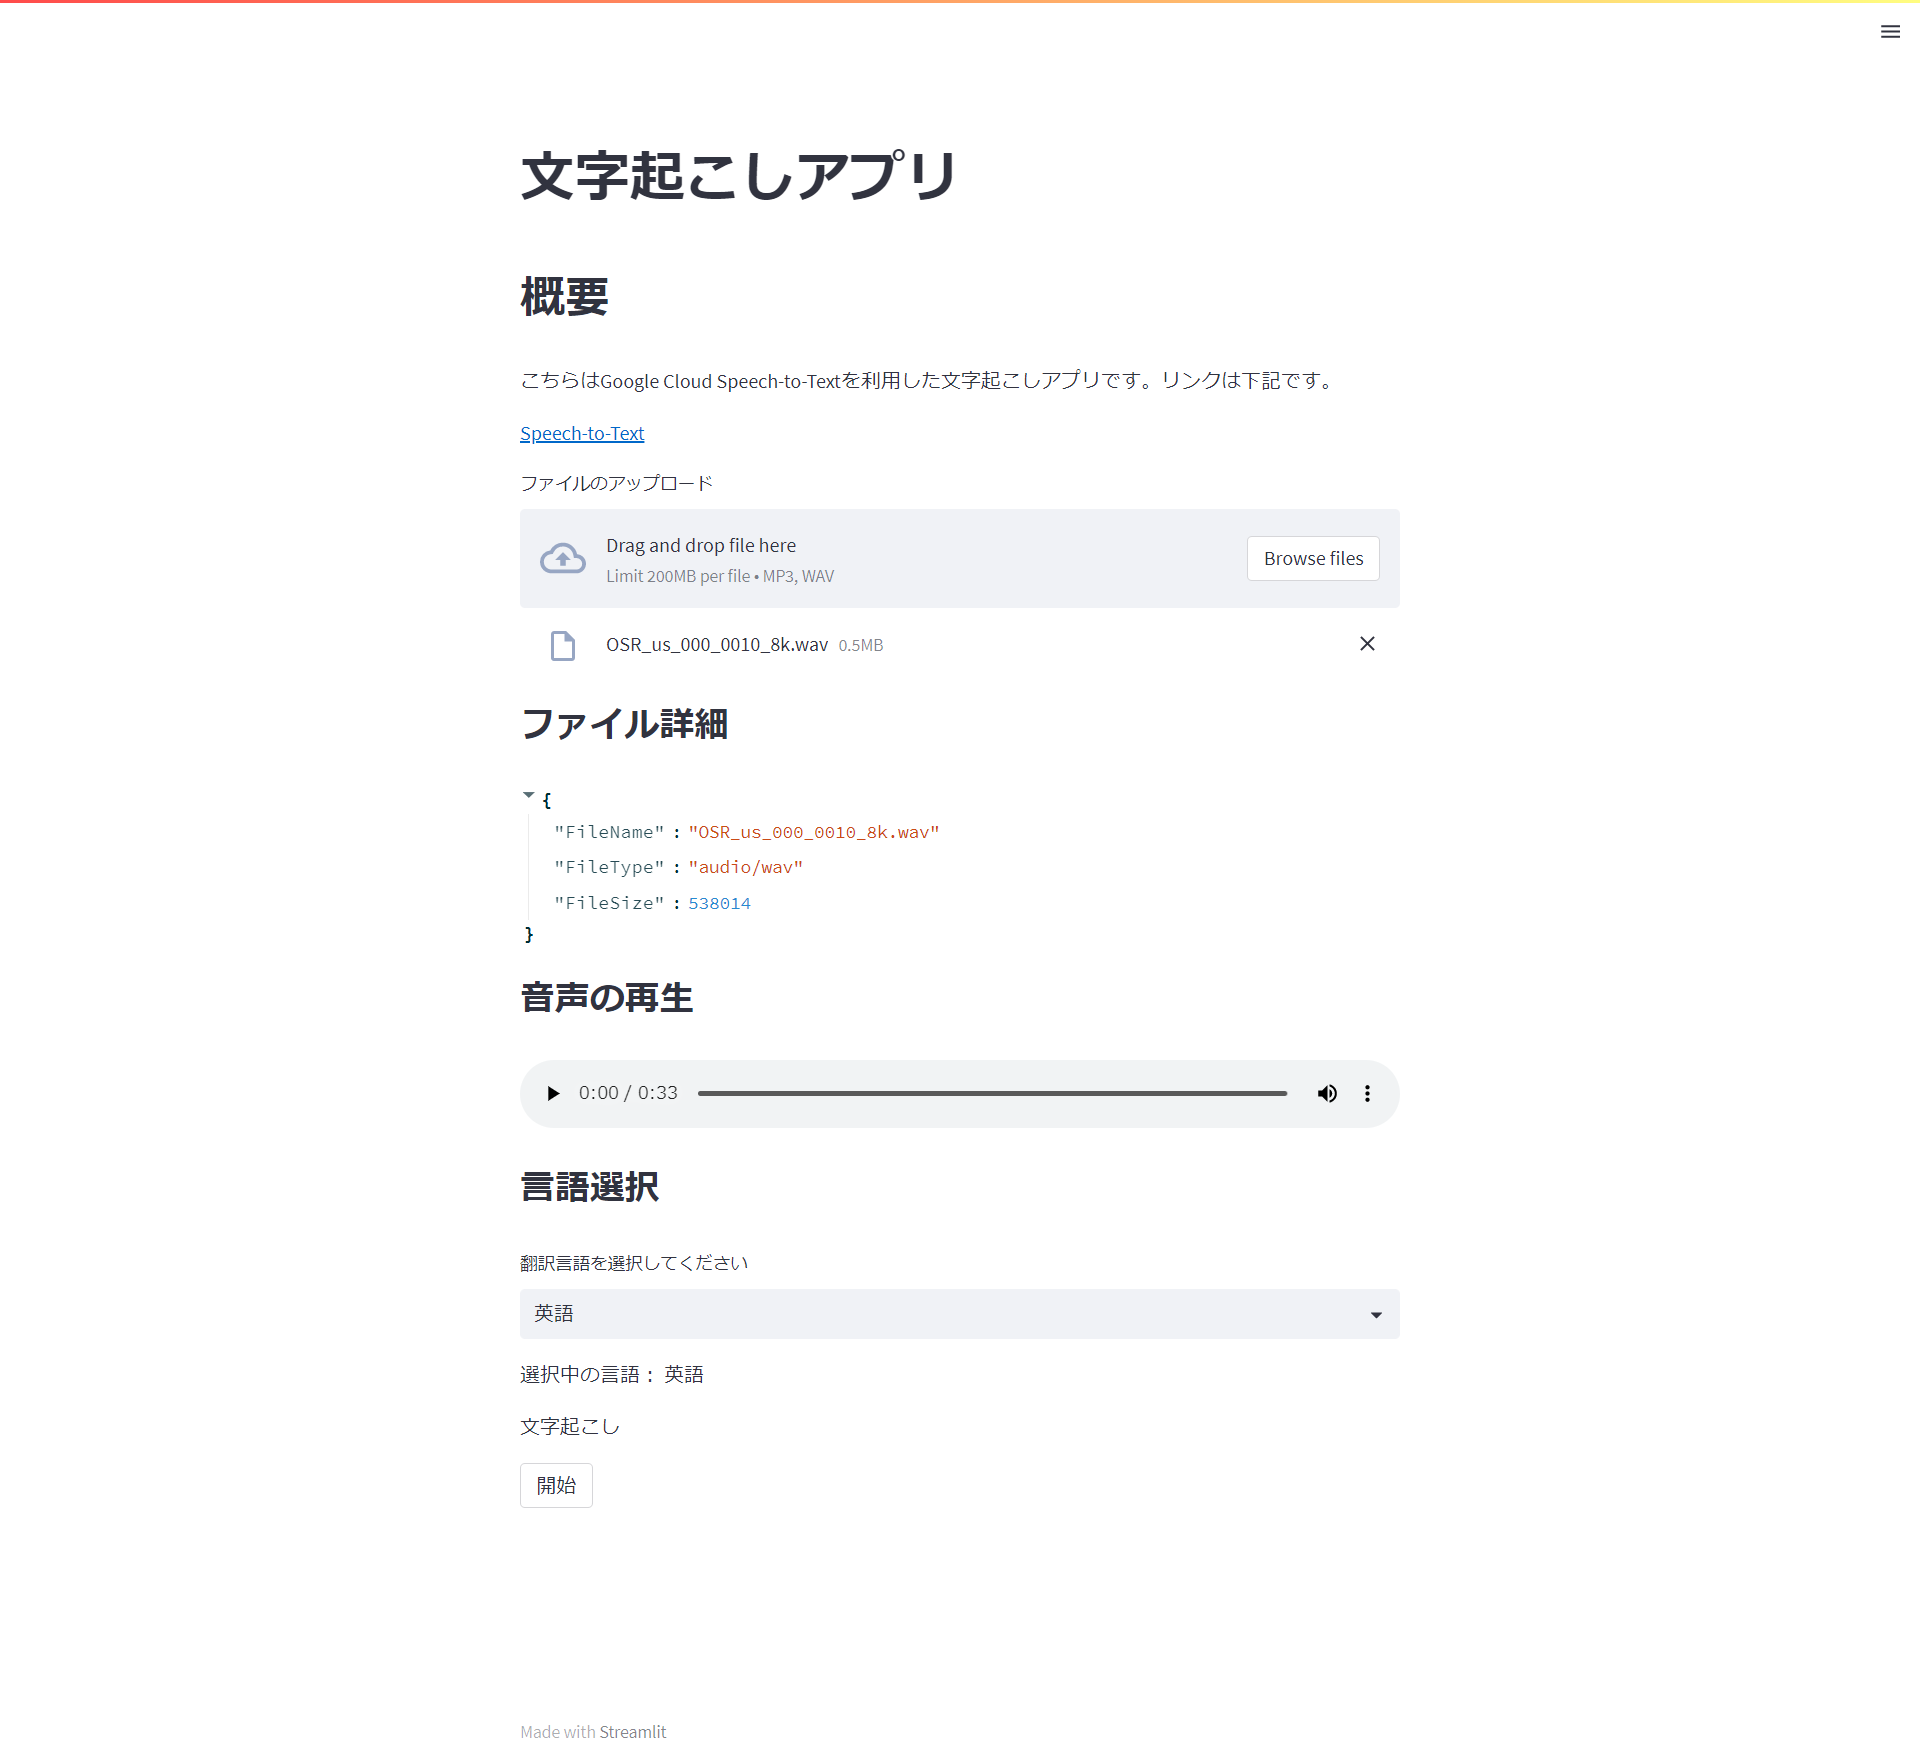 文字起こしアプリ
概要
こちらはGoogle Cloud Speech-to-Textを利用した文字起こしアプリです。リンクは下記です。
Speech-to-Text
ファイルのアップロード
Drag and drop file here
Limit 200MB per file • MP3, WAV
Browse files
OSR_us_000_0010_8k.wav 0.5MB
ファイル詳細
{
"FileName" : "OSR_us_000_0010_8k.wav"
"FileType" : "audio/wav"
"FileSize" : 538014
}
音声の再生
0:00 / 0:33
言語選択
翻訳言語を選択してください
英語
選択中の言語： 英語
文字起こし
開始
Made with Streamlit